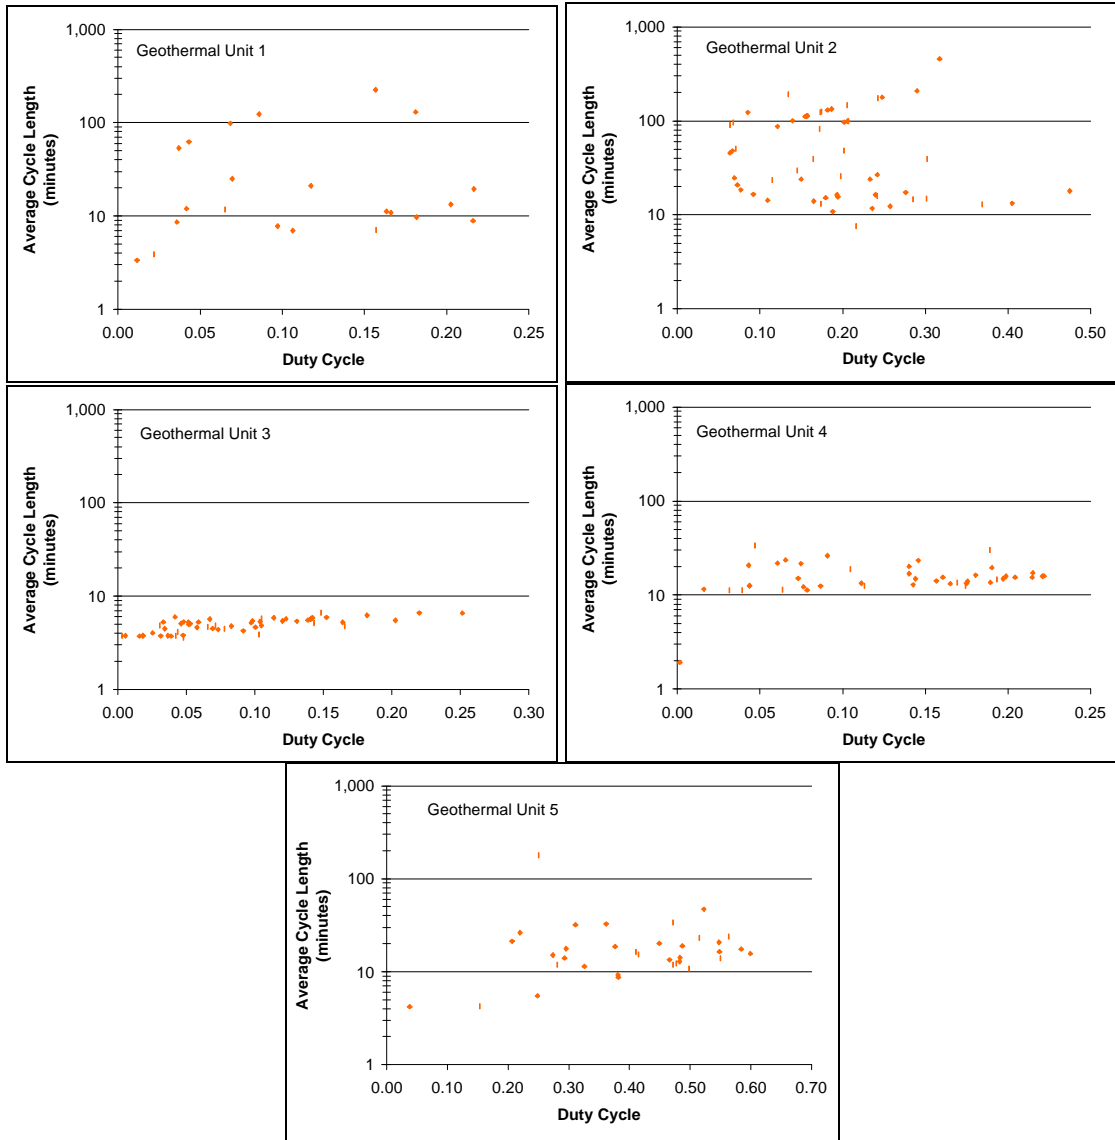 1,000
100
10
1
Average Cycle Length
(minutes)
Geothermal Unit 1
0.00 0.05 0.10 0.15 0.20 0.25
Duty Cycle
1,000
100
10
1
Average Cycle Length
(minutes)
Geothermal Unit 2
0.00 0.10 0.20 0.30 0.40 0.50
Duty Cycle
1,000
100
10
1
Average Cycle Length
(minutes)
Geothermal Unit 3
0.00 0.05 0.10 0.15 0.20 0.25 0.30
Duty Cycle
1,000
100
10
1
Average Cycle Length
(minutes)
Geothermal Unit 4
0.00 0.05 0.10 0.15 0.20 0.25
Duty Cycle
1,000
100
10
1
Average Cycle Length
(minutes)
Geothermal Unit 5
0.00 0.10 0.20 0.30 0.40 0.50 0.60 0.70
Duty Cycle